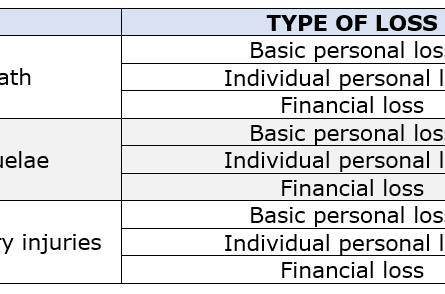 TYPE OF LOSS
Basic personal los
ath
Individual personal l
Financial loss
Basic personal los
uelae
Individual personal l
Financial loss
Basic personal los
ry injuries
Individual personal l
Financial loss